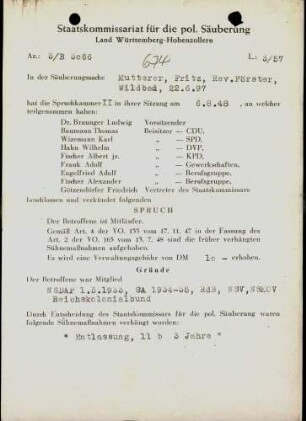 Staatskommissariat für die pol. Säuberung
Land Württemberg-Hohenzollern
Az.: 5/B 3066 674 L: 5/57
In der Säuberungssache Mutterer, Fritz, Rev.Förster,
Wildbad, 22.6.97
hat die Spruchkammer II in ihrer Sitzung am 6.8.48, an welcher
teilgenommen haben:
Dr. Ludwig Vorsitzender
Baumann Thomas Beisitzer – CDU,
Wizemann Karl „ – SPD,
Hahn Wilhelm „ – DVP,
Fischer Albert jr. „ – KPD,
Frank Adolf „ – Gewerkschaften,
Engelfried Adolf „ – Berufsgruppe,
Fischer Alexander „ – Berufsgruppe,
Götzendörfer Friedrich Vertreter des Staatskommissars
beschlossen und verkündet folgenden
SPRUCH
Der Betroffene ist Mitläufer.
Gemäß Art. 4 der VO. 133 vom 17. 11. 47 in der Fassung des
Art. 2 der VO. 165 vom 13. 7. 48 sind die früher verhängten
Sühnemaßnahmen aufgehoben.
Es wird eine Verwaltungsgebühr von DM 10 – erhoben.
Gründe
Der Betroffene war Mitglied
NSDAP 1.5.1933, SA 1934-35, RdB, NSV, NSKOV
Reichskolonialbund
Durch Entscheidung des Staatskommissars für die pol. Säuberung waren
folgende Sühnemaßnahmen verhängt worden:
" Entlassung, 11 b 3 Jahre "